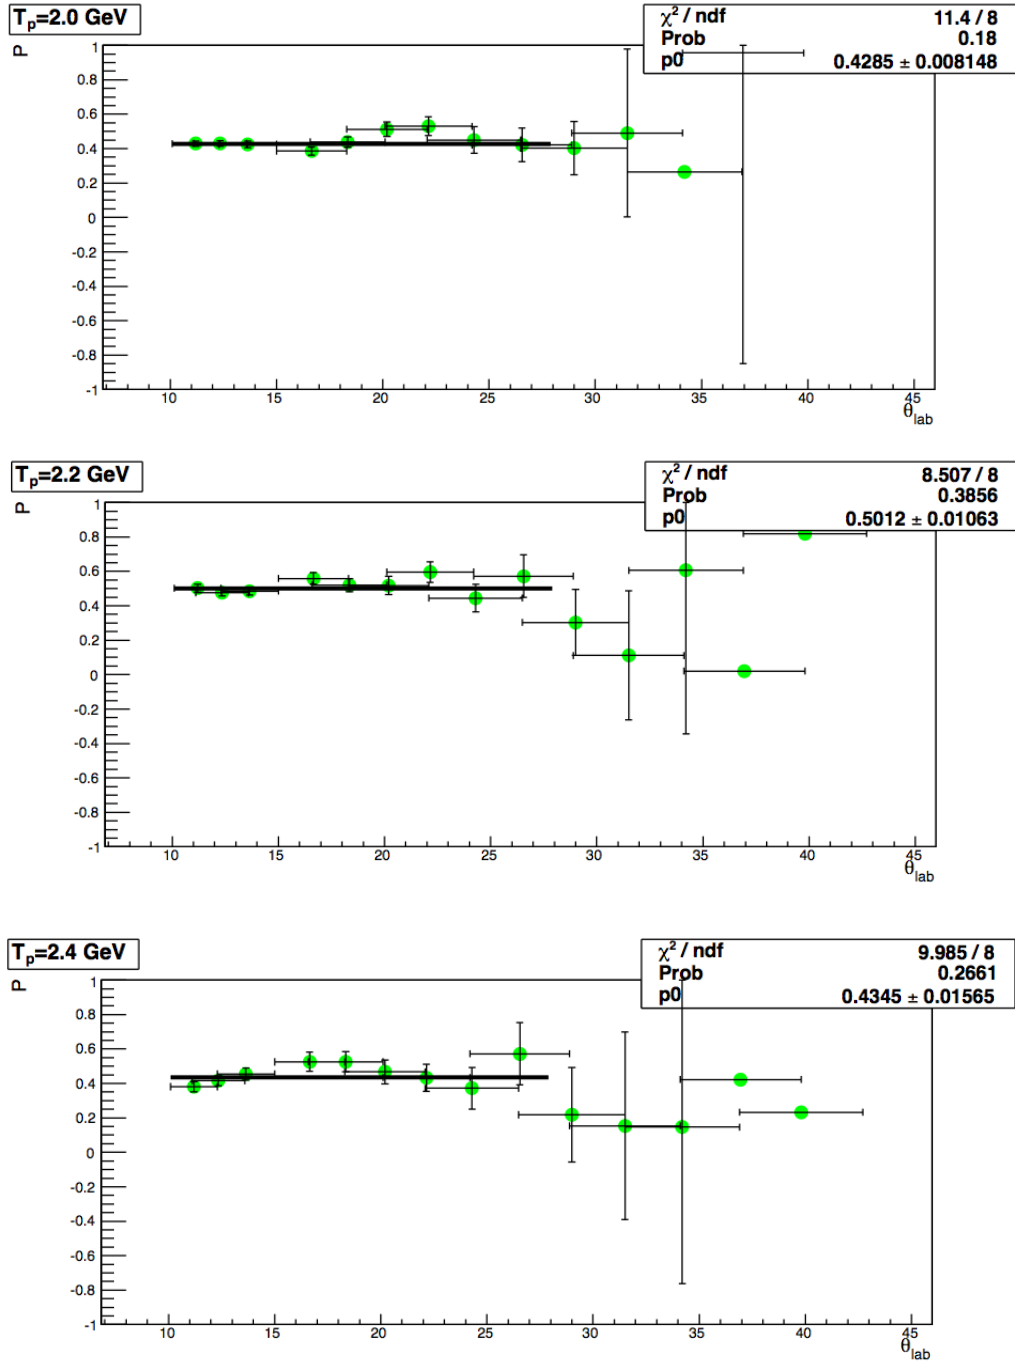 T_p=2.0 GeV
χ² / ndf 11.4 / 8
Prob 0.18
p0 0.4285 ± 0.008148
P
1
0.8
0.6
0.4
0.2
0
-0.2
-0.4
-0.6
-0.8
-1
10 15 20 25 30 35 40 45
θ_lab
T_p=2.2 GeV
χ² / ndf 8.507 / 8
Prob 0.3856
p0 0.5012 ± 0.01063
P
1
0.8
0.6
0.4
0.2
0
-0.2
-0.4
-0.6
-0.8
-1
10 15 20 25 30 35 40 45
θ_lab
T_p=2.4 GeV
χ² / ndf 9.985 / 8
Prob 0.2661
p0 0.4345 ± 0.01565
P
1
0.8
0.6
0.4
0.2
0
-0.2
-0.4
-0.6
-0.8
-1
10 15 20 25 30 35 40 45
θ_lab